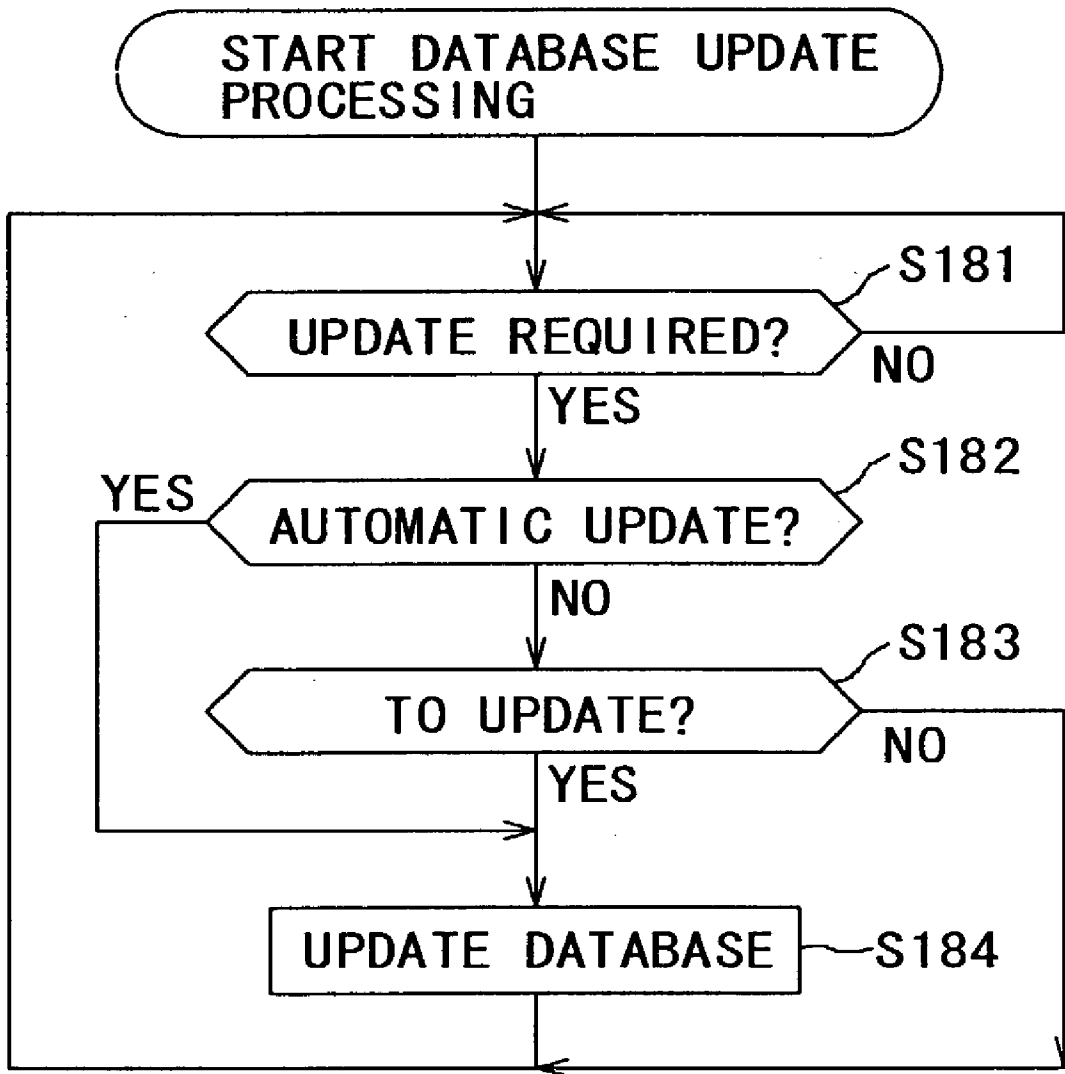 START DATABASE UPDATE
PROCESSING
S181
UPDATE REQUIRED?
NO
YES
S182
YES
AUTOMATIC UPDATE?
NO
S183
TO UPDATE?
NO
YES
UPDATE DATABASE
S184